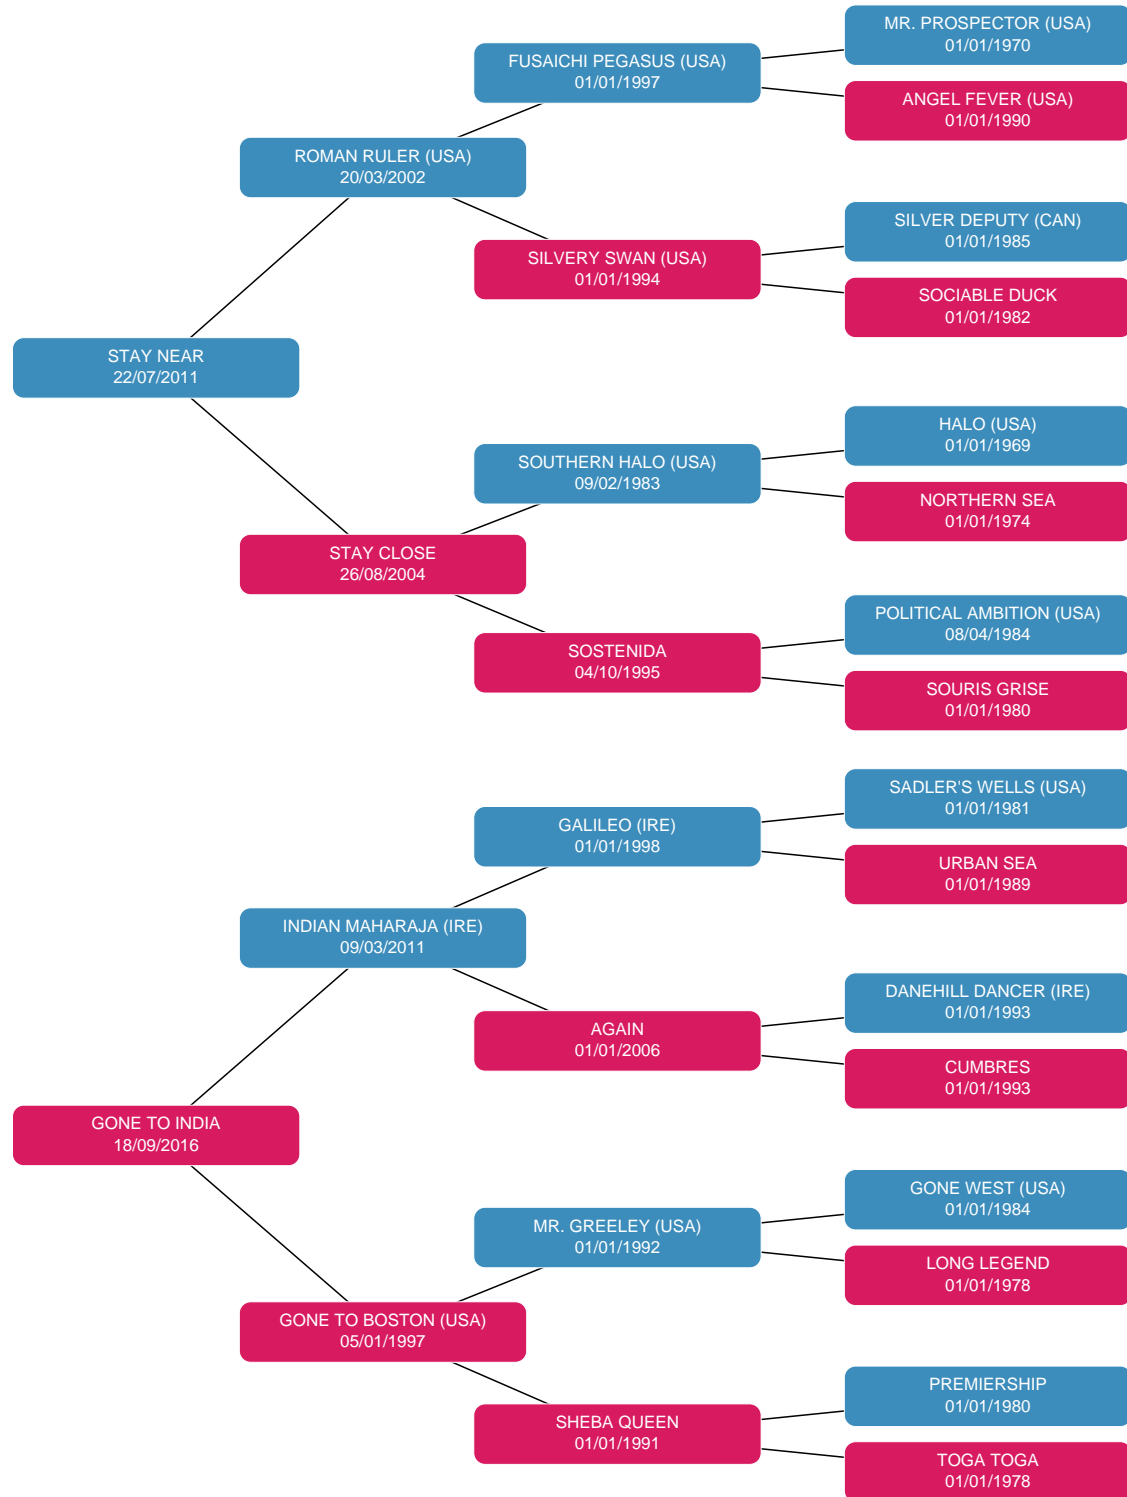 MR. PROSPECTOR (USA)
01/01/1970
FUSAICHI PEGASUS (USA)
01/01/1997
ANGEL FEVER (USA)
01/01/1990
ROMAN RULER (USA)
20/03/2002
SILVER DEPUTY (CAN)
01/01/1985
SILVERY SWAN (USA)
01/01/1994
SOCIABLE DUCK
01/01/1982
STAY NEAR
22/07/2011
HALO (USA)
01/01/1969
SOUTHERN HALO (USA)
09/02/1983
NORTHERN SEA
01/01/1974
STAY CLOSE
26/08/2004
POLITICAL AMBITION (USA)
08/04/1984
SOSTENIDA
04/10/1995
SOURIS GRISE
01/01/1980
SADLER'S WELLS (USA)
01/01/1981
GALILEO (IRE)
01/01/1998
URBAN SEA
01/01/1989
INDIAN MAHARAJA (IRE)
09/03/2011
DANEHILL DANCER (IRE)
01/01/1993
AGAIN
01/01/2006
CUMBRES
01/01/1993
GONE TO INDIA
18/09/2016
GONE WEST (USA)
01/01/1984
MR. GREELEY (USA)
01/01/1992
LONG LEGEND
01/01/1978
GONE TO BOSTON (USA)
05/01/1997
PREMIERSHIP
01/01/1980
SHEBA QUEEN
01/01/1991
TOGA TOGA
01/01/1978